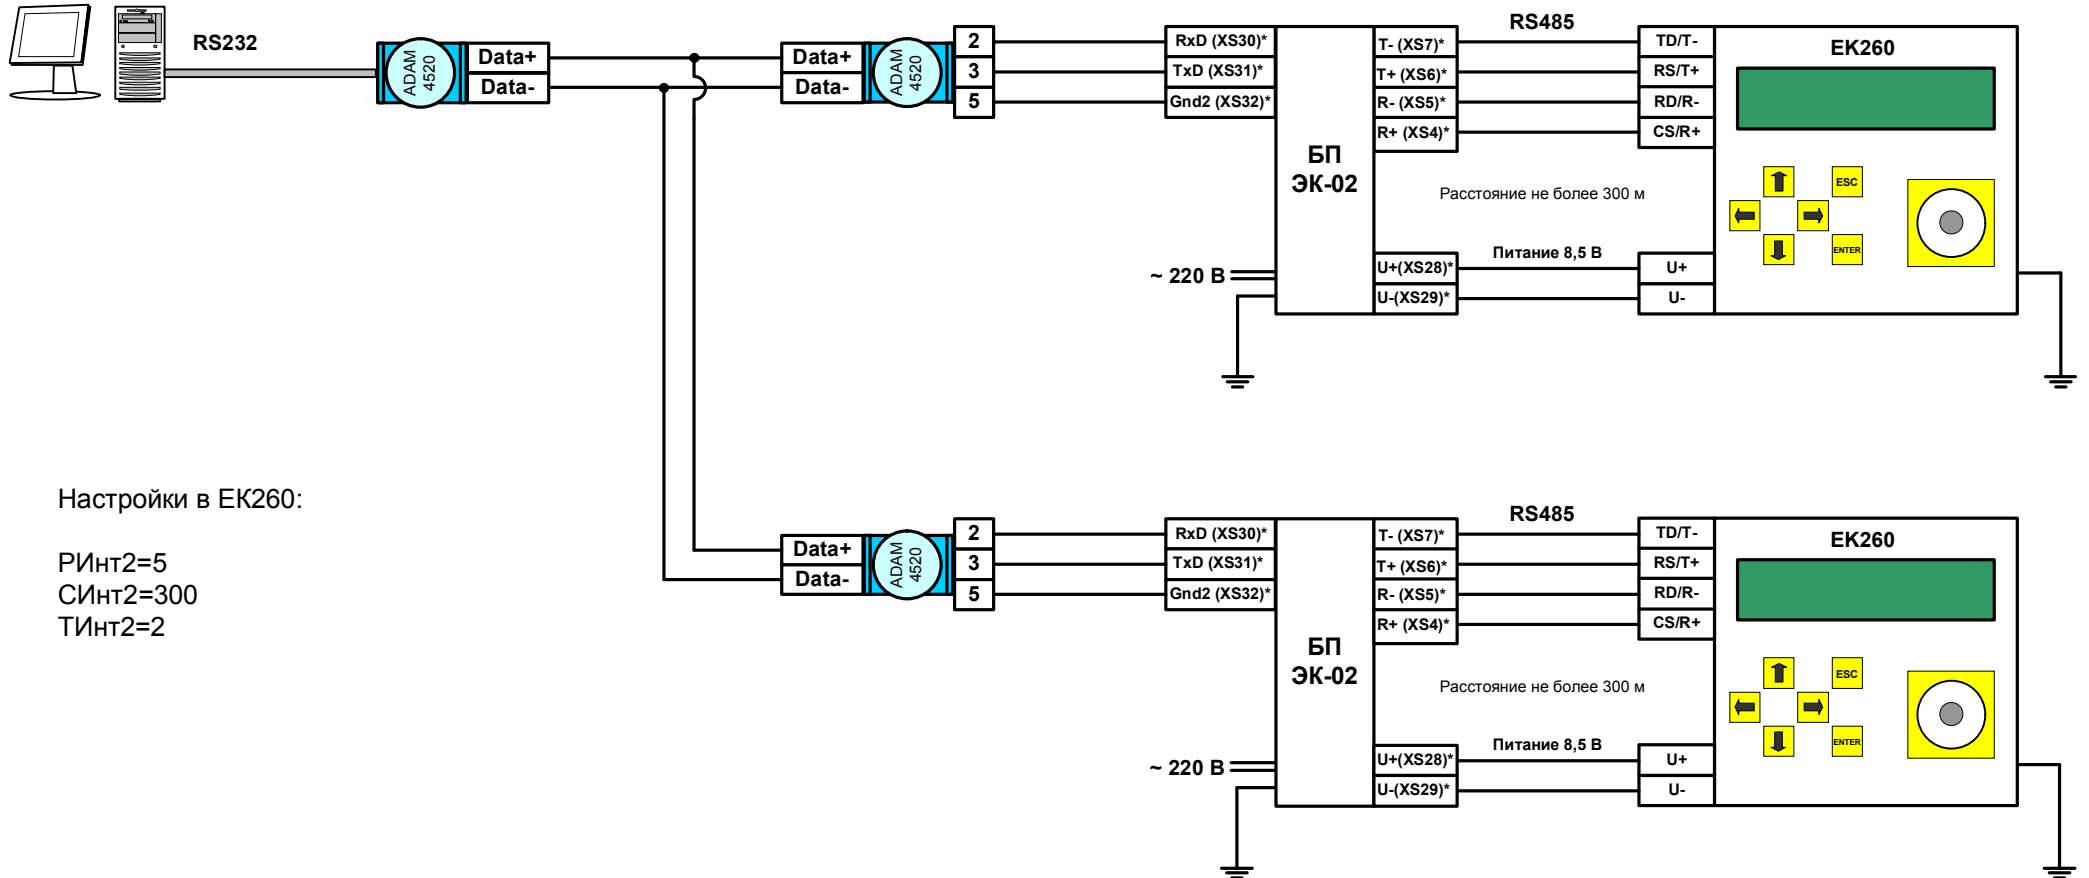 RS232
ADAM 4520
Data+
Data-
Data+
Data-
ADAM 4520
2
3
5
RxD (XS30)*
TxD (XS31)*
Gnd2 (XS32)*
БП
ЭК-02
~ 220 В
T- (XS7)*
T+ (XS6)*
R- (XS5)*
R+ (XS4)*
U+(XS28)*
U-(XS29)*
RS485
Расстояние не более 300 м
Питание 8,5 В
TD/T-
RS/T+
RD/R-
CS/R+
U+
U-
EK260
ESC
ENTER
Настройки в ЕК260:
РИнт2=5
СИнт2=300
ТИнт2=2
Data+
Data-
ADAM 4520
2
3
5
RxD (XS30)*
TxD (XS31)*
Gnd2 (XS32)*
БП
ЭК-02
~ 220 В
T- (XS7)*
T+ (XS6)*
R- (XS5)*
R+ (XS4)*
U+(XS28)*
U-(XS29)*
RS485
Расстояние не более 300 м
Питание 8,5 В
TD/T-
RS/T+
RD/R-
CS/R+
U+
U-
EK260
ESC
ENTER